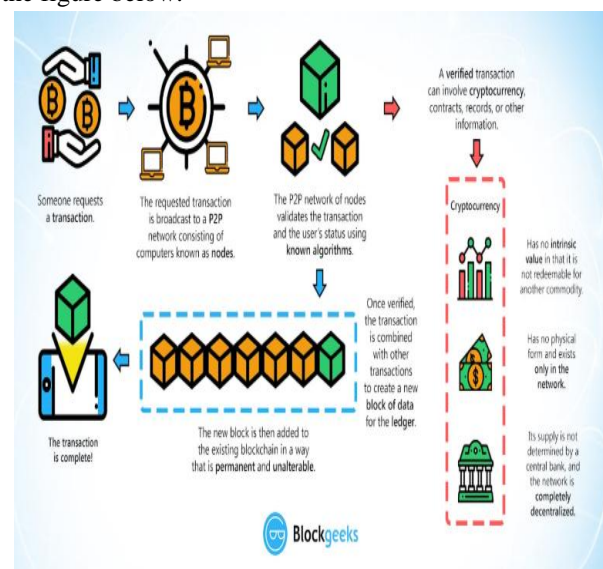 the figure below.
Someone requests
a transaction.
The requested transaction
is broadcast to a P2P
network consisting of
computers known as nodes.
The P2P network of nodes
validates the transaction
and the user's status using
known algorithms.
A verified transaction
can involve cryptocurrency,
contracts, records, or other
information.
Cryptocurrency
Has no intrinsic
value in that it is
not redeemable for
another commodity.
Has no physical
form and exists
only in the
network.
Its supply is not
determined by a
central bank, and
the network is
completely
decentralized.
Once verified,
the transaction
is combined
with other
transactions
to create a new
block of data
for the ledger.
The new block is then added to
the existing blockchain in a way
that is permanent and unalterable.
The transaction
is complete!
Blockgeeks